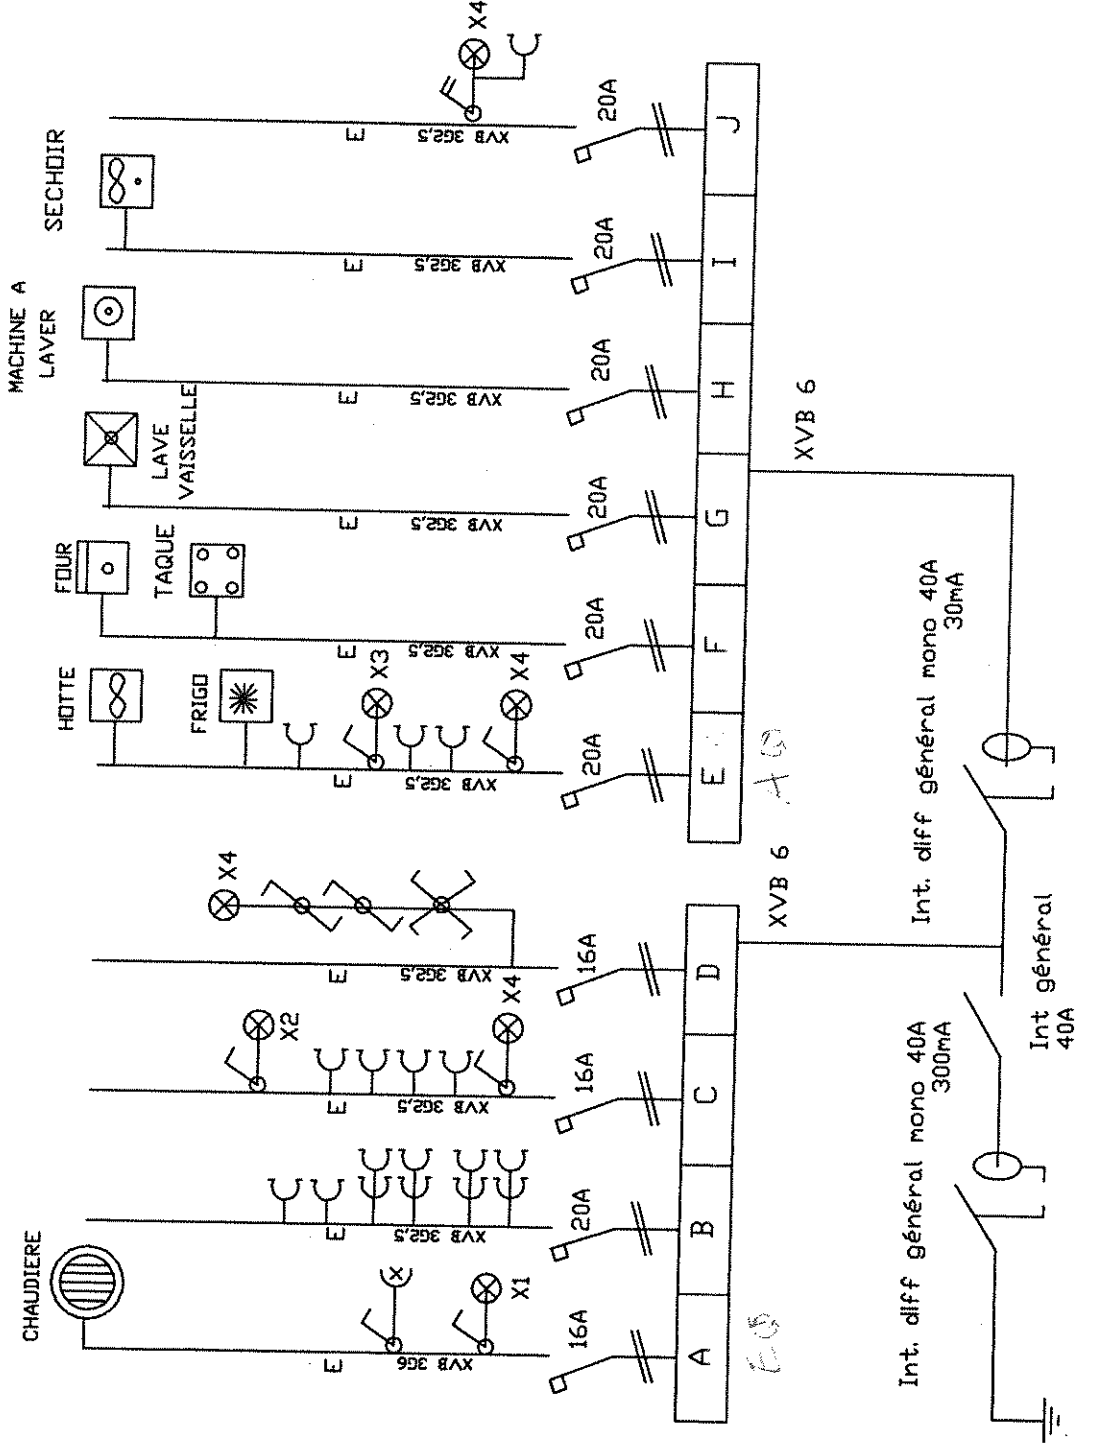 CHAUDIERE
HOTTE
FRIGO
FOUR
TAQUE
LAVE
VAISSELLE
MACHINE A
LAVER
SECHOIR
X
X1
X2
X4
X4
X3
X4
X4
E
E
E
E
E
E
E
E
E
E
XVB 3G6
XVB 3G2,5
XVB 3G2,5
XVB 3G2,5
XVB 3G2,5
XVB 3G2,5
XVB 3G2,5
XVB 3G2,5
XVB 3G2,5
XVB 3G2,5
16A
20A
16A
16A
20A
20A
20A
20A
20A
20A
A
B
C
D
E
F
G
H
I
J
XVB 6
XVB 6
Int. diff général mono 40A
300mA
Int général
40A
Int. diff général mono 40A
30mA